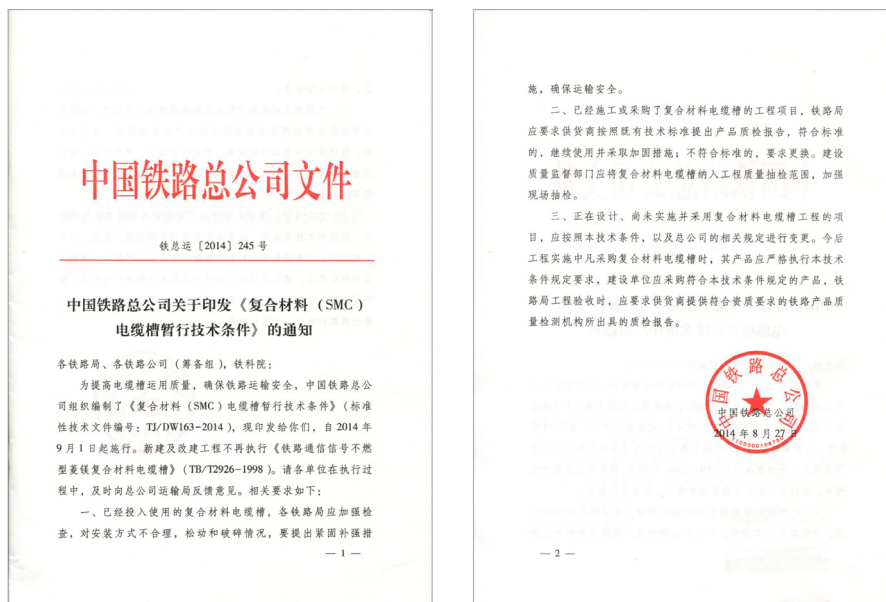 中国铁路总公司文件
铁总运〔2014〕245 号
中国铁路总公司关于印发《复合材料（SMC）
电缆槽暂行技术条件》的通知
各铁路局、各铁路公司（筹备组），铁科院：
为提高电缆槽运用质量，确保铁路运输安全，中国铁路总公
司组织编制了《复合材料（SMC）电缆槽暂行技术条件》（标准
性技术文件编号：TJ/DW163-2014），现印发给你们，自 2014 年
9 月 1 日起施行。新建及改建工程不再执行《铁路通信信号不燃
型菱镁复合材料电缆槽》（TB/T2926-1998）。请各单位在执行过
程中，及时向总公司运输局反馈意见。相关要求如下：
一、已经投入使用的复合材料电缆槽，各铁路局应加强检
查，对安装方式不合理，松动和破碎情况，要提出紧固补强措
— 1 —
施，确保运输安全。
二、已经施工或采购了复合材料电缆槽的工程项目，铁路局
应要求供货商按照既有技术标准提出产品质检报告，符合标准
的，继续使用并采取加固措施；不符合标准的，要求更换。建设
质量监督部门应将复合材料电缆槽纳入工程质量抽检范围，加强
现场抽检。
三、正在设计、尚未实施并采用复合材料电缆槽工程的项
目，应按照本技术条件，以及总公司的相关规定进行变更。今后
工程实施中凡采购复合材料电缆槽时，其产品应严格执行本技术
条件规定要求，建设单位应采购符合本技术条件规定的产品，铁
路局工程验收时，应要求供货商提供符合资质要求的铁路产品质
量检测机构所出具的质检报告。
中国铁路总公司
中国铁路总公司
2014 年 8 月 27 日
— 2 —